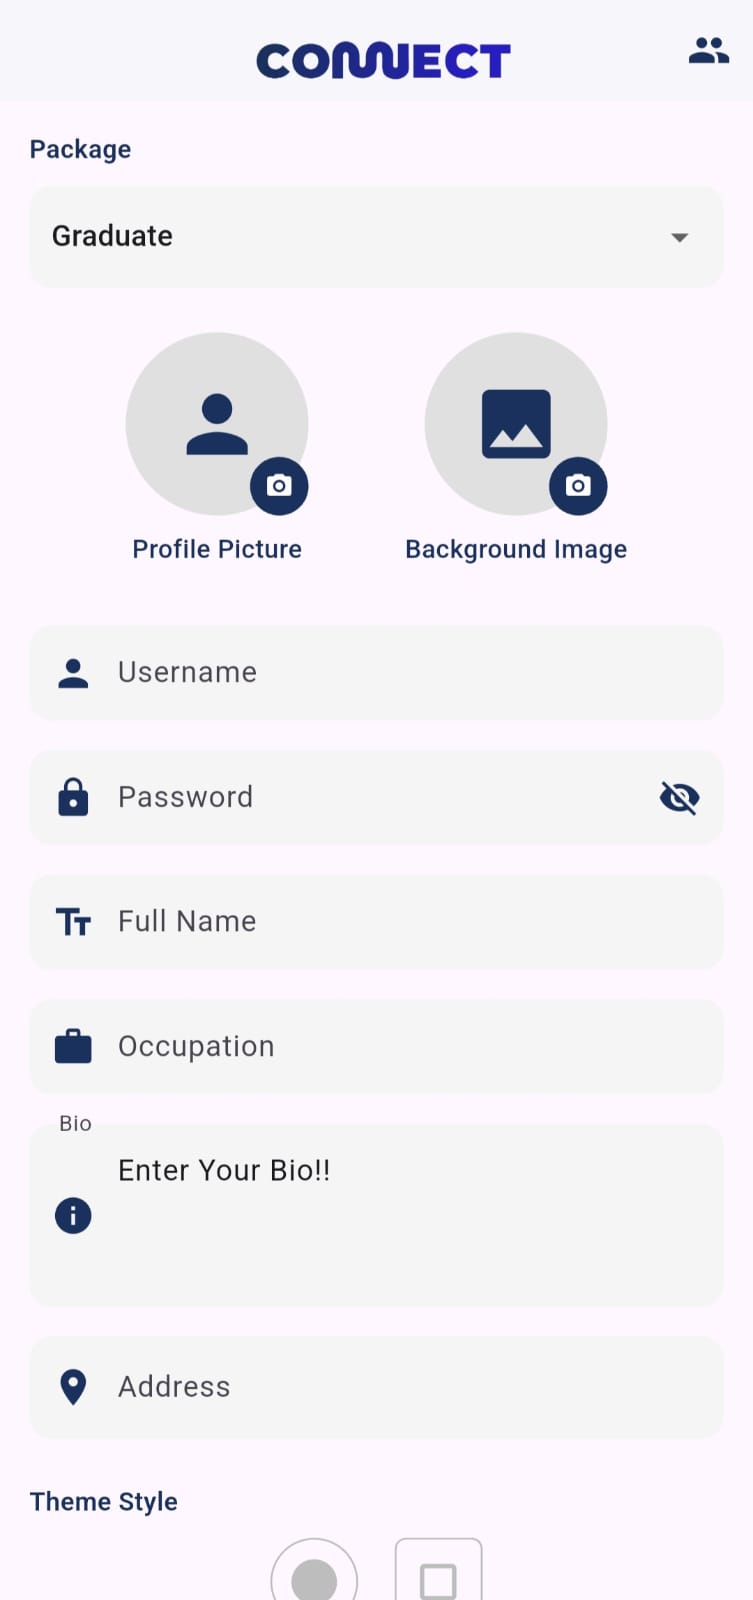 CONNECT
Package
Graduate
Profile Picture
Background Image
Username
Password
Full Name
Occupation
Bio
Enter Your Bio!!
Address
Theme Style